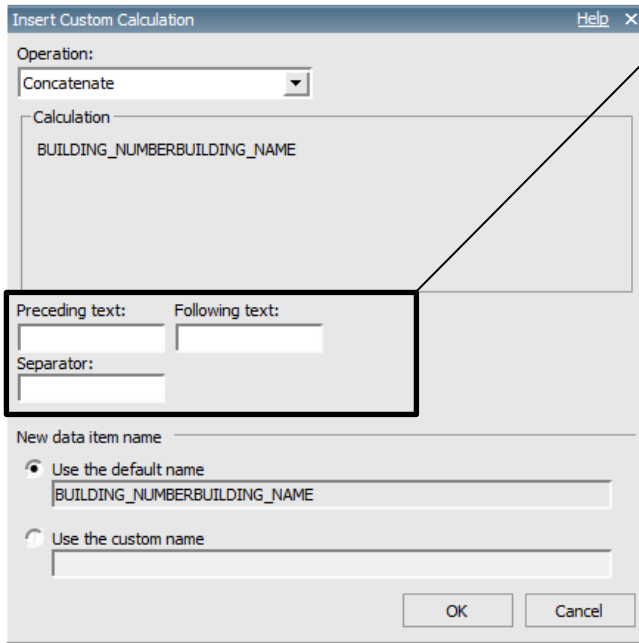 Insert Custom Calculation Help X
Operation:
Concatenate
Calculation
BUILDING_NUMBERBUILDING_NAME
Preceding text: Following text:
Separator:
New data item name
Use the default name
BUILDING_NUMBERBUILDING_NAME
Use the custom name
OK Cancel